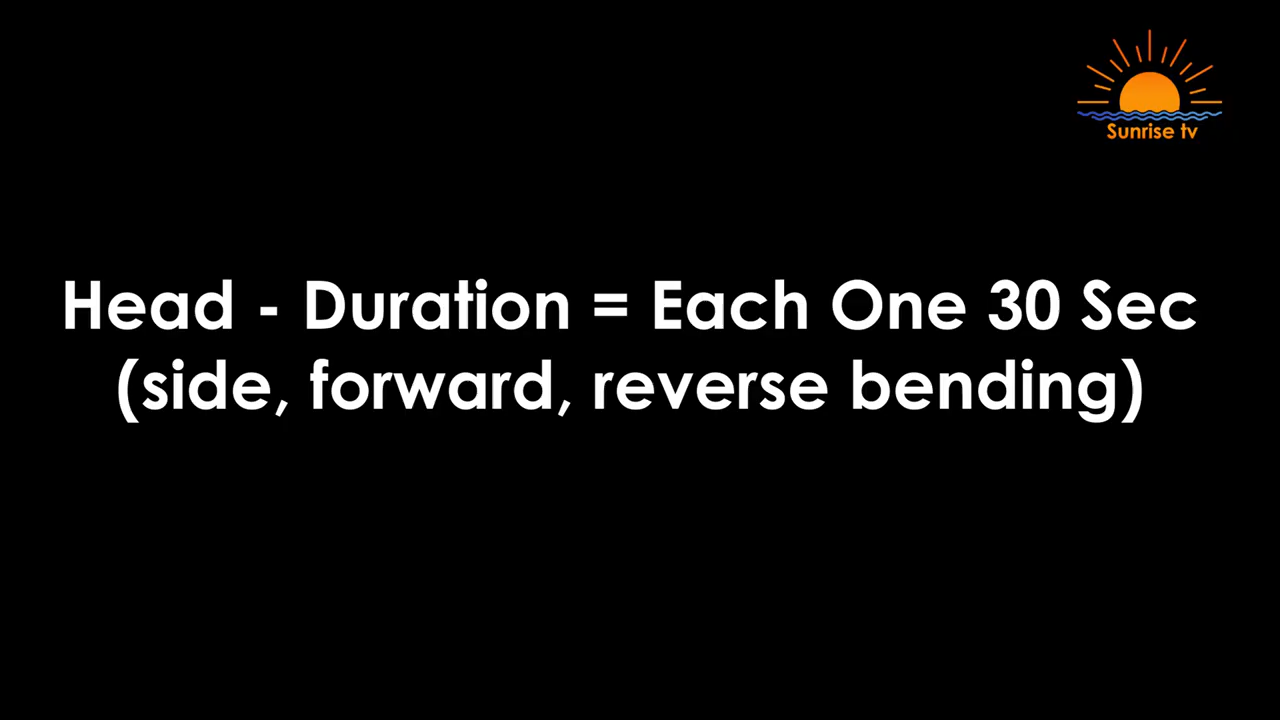 Sunrise tv
Head - Duration = Each One 30 Sec
(side, forward, reverse bending)